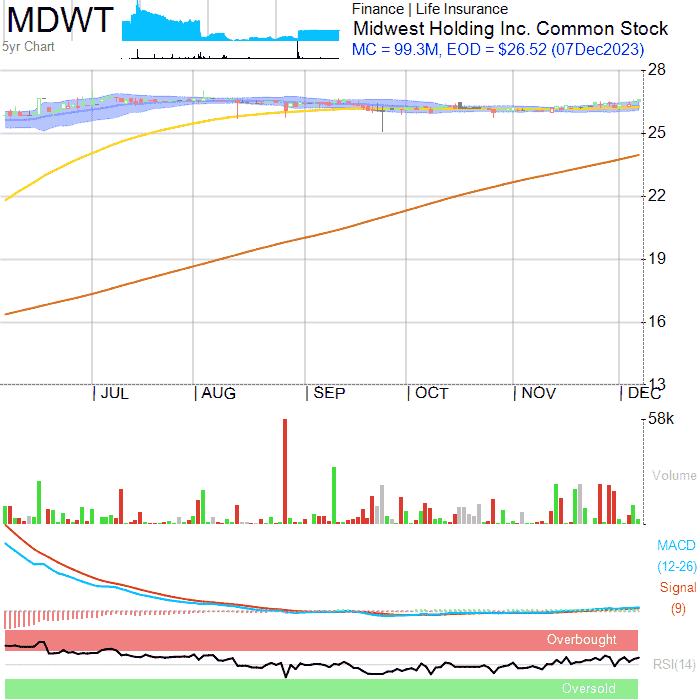 MDWT
5yr Chart
Finance | Life Insurance
Midwest Holding Inc. Common Stock
MC = 99.3M, EOD = $26.52 (07Dec2023)
28
25
22
19
16
13
JUL AUG SEP OCT NOV DEC
58k
Volume
MACD
(12-26)
Signal
(9)
Overbought
RSI(14)
Oversold